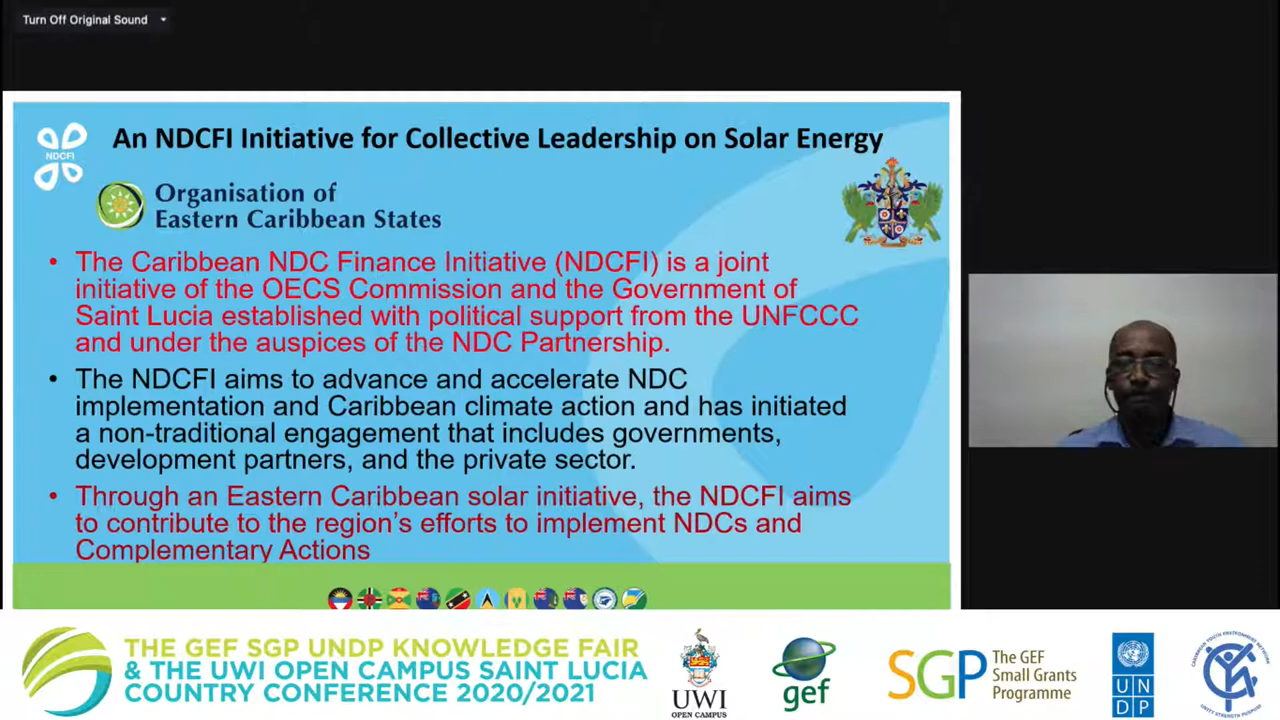 Turn Off Original Sound
An NDCFI Initiative for Collective Leadership on Solar Energy
NDCFI
Organisation of
Eastern Caribbean States
• The Caribbean NDC Finance Initiative (NDCFI) is a joint
initiative of the OECS Commission and the Government of
Saint Lucia established with political support from the UNFCCC
and under the auspices of the NDC Partnership.
• The NDCFI aims to advance and accelerate NDC
implementation and Caribbean climate action and has initiated
a non-traditional engagement that includes governments,
development partners, and the private sector.
• Through an Eastern Caribbean solar initiative, the NDCFI aims
to contribute to the region's efforts to implement NDCs and
Complementary Actions
THE GEF SGP UNDP KNOWLEDGE FAIR
& THE UWI OPEN CAMPUS SAINT LUCIA
COUNTRY CONFERENCE 2020/2021
UWI
OPEN CAMPUS
gef
SGP
The GEF
Small Grants
Programme
U N
D P
CARIBBEAN YOUTH ENVIRONMENT NETWORK